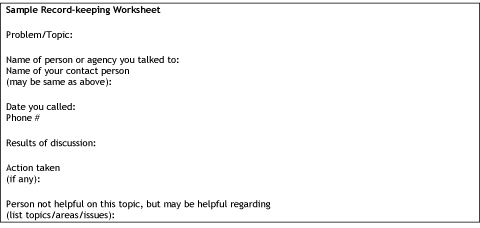 Sample Record-keeping Worksheet
Problem/Topic:
Name of person or agency you talked to:
Name of your contact person
(may be same as above):
Date you called:
Phone #
Results of discussion:
Action taken
(if any):
Person not helpful on this topic, but may be helpful regarding
(list topics/areas/issues):